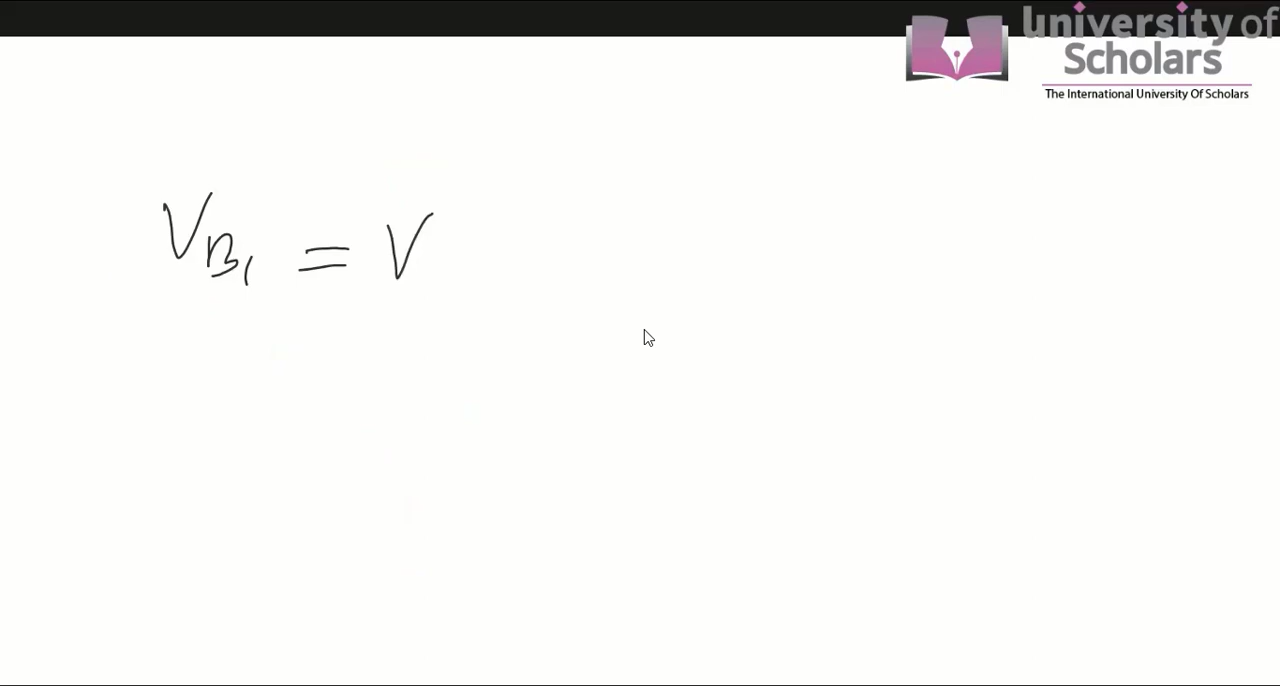 university of
Scholars
The International University Of Scholars
V_B1 = V